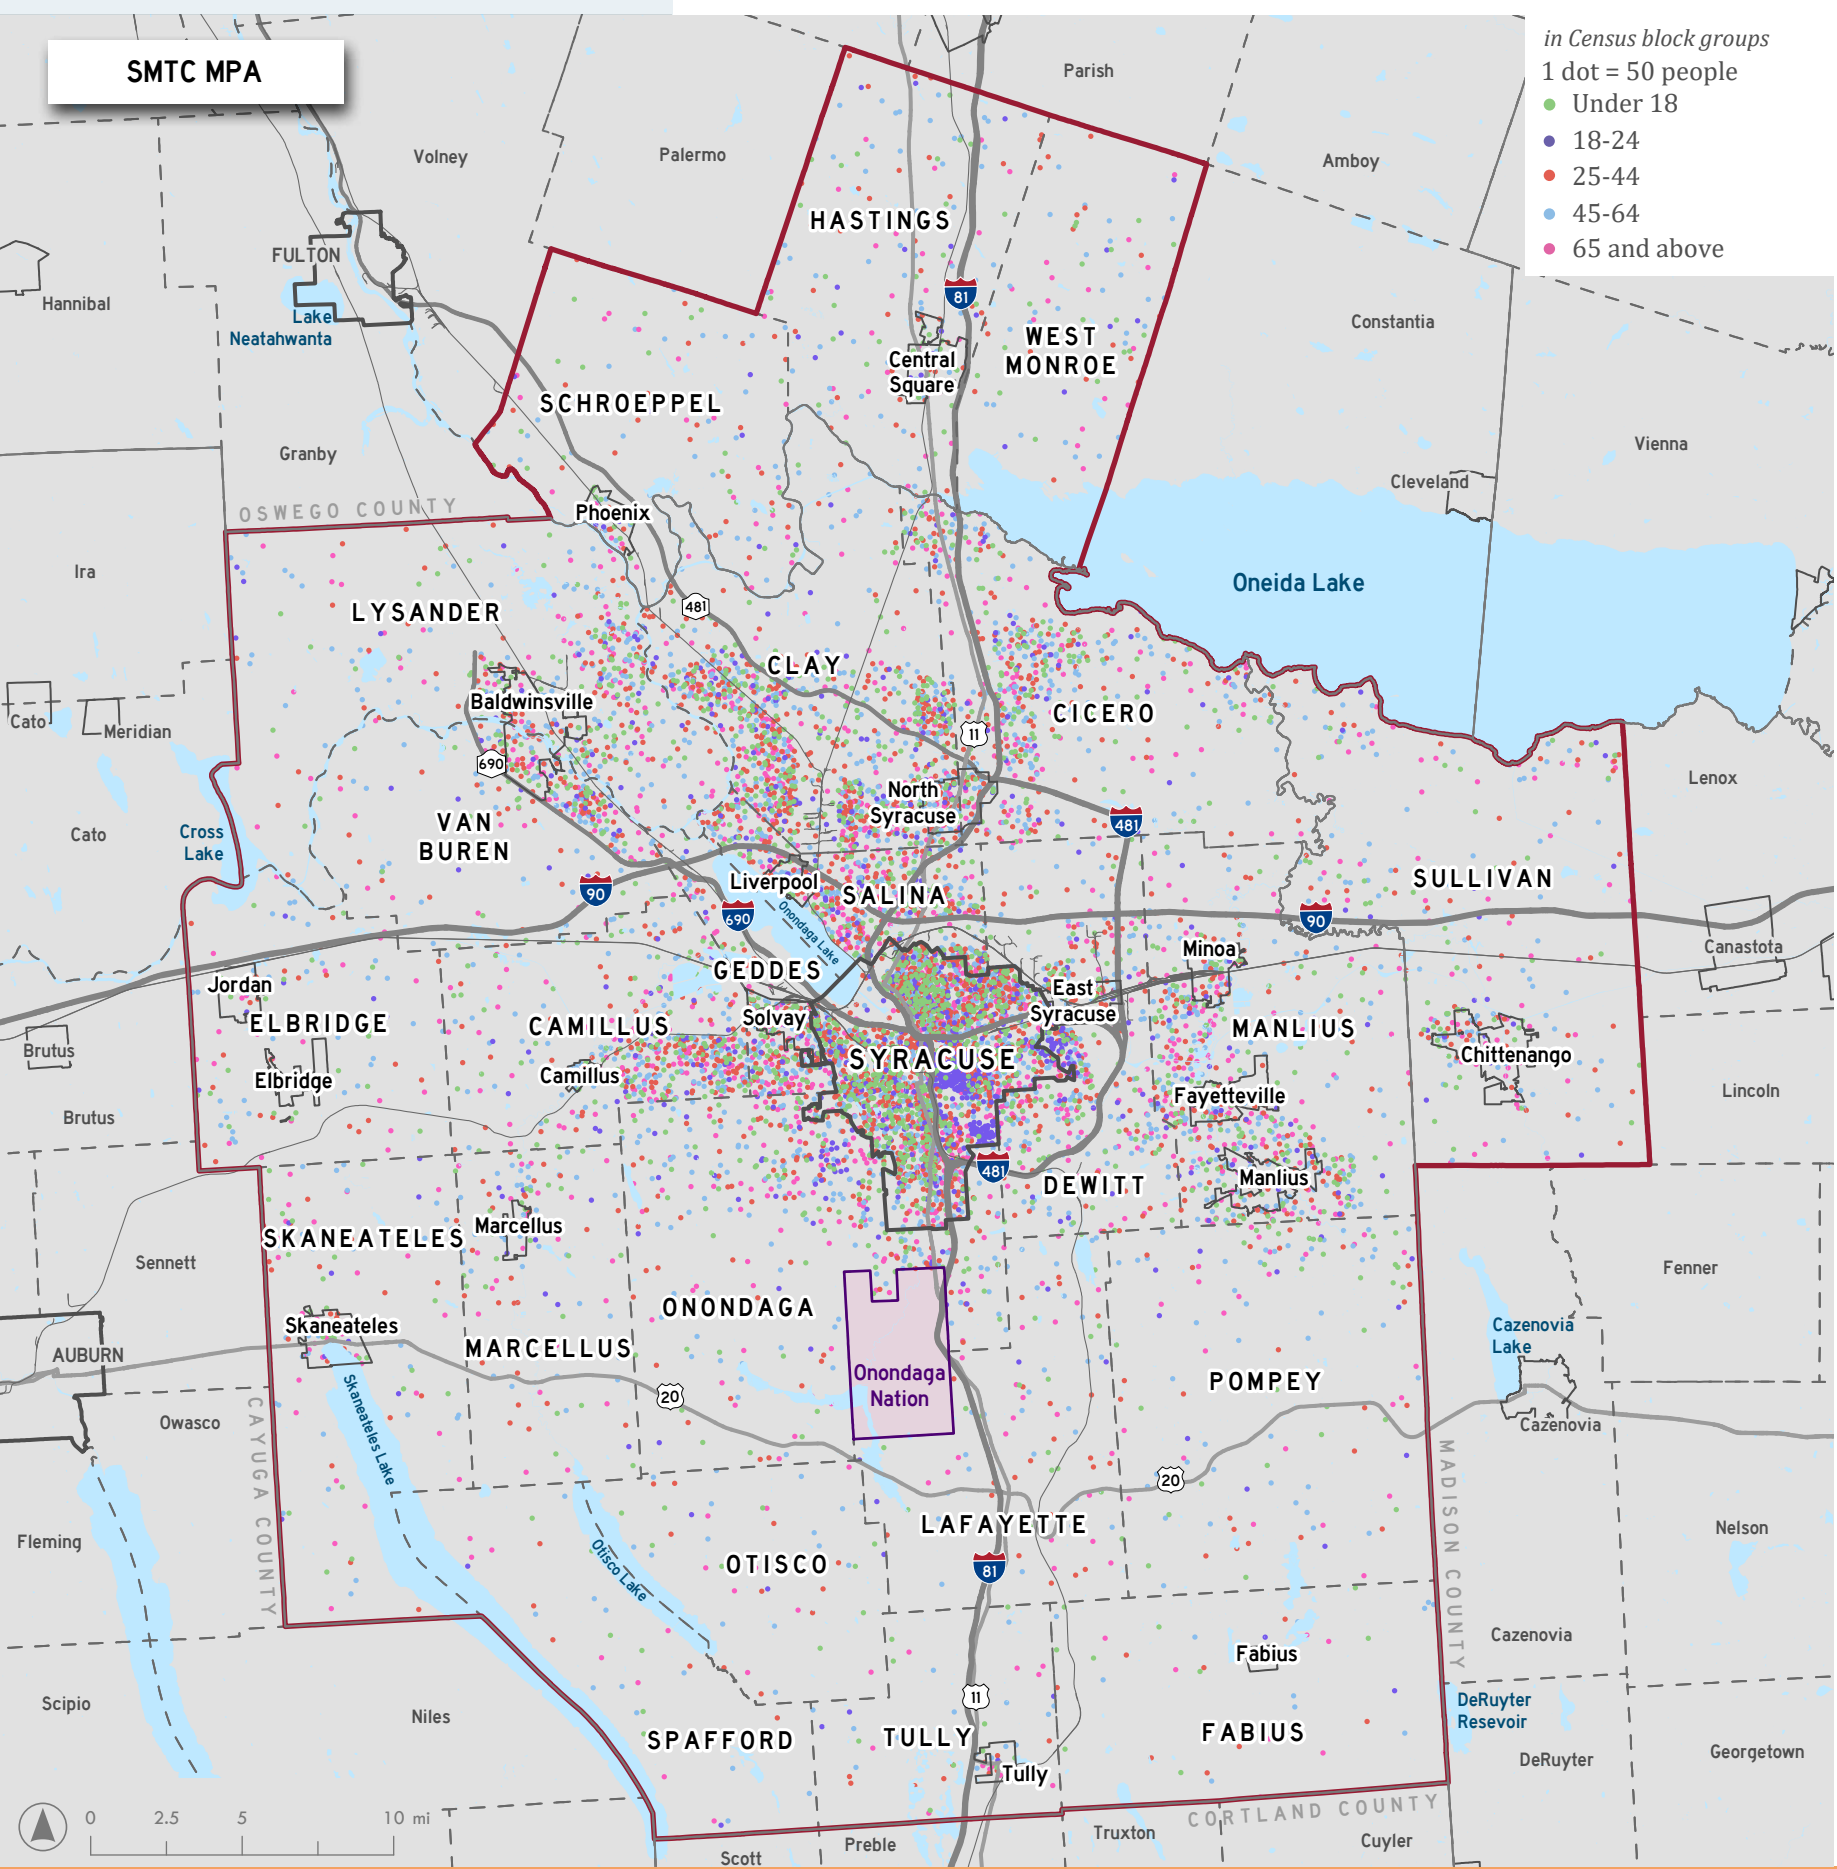 SMTC MPA
in Census block groups
1 dot = 50 people
Under 18
18-24
25-44
45-64
65 and above
Parish
Volney
Palermo
Amboy
HASTINGS
FULTON
Hannibal
Lake
Neatahwanta
81
Constantia
WEST
MONROE
Central
Square
SCHROEPPEL
Granby
Vienna
Cleveland
OSWEGO COUNTY
Phoenix
Ira
Oneida Lake
LYSANDER
481
CLAY
Baldwinsville
CICERO
Cato
Meridian
11
690
Lenox
North
Syracuse
VAN
BUREN
481
Cato
Cross
Lake
Liverpool
SALINA
SULLIVAN
90
690
90
Onondaga Lake
Minoa
Canastota
GEDDES
Jordan
East
Syracuse
Solvay
ELBRIDGE
CAMILLUS
MANLIUS
Brutus
SYRACUSE
Chittenango
Elbridge
Camillus
Fayetteville
Lincoln
Brutus
481
Manlius
DEWITT
Marcellus
SKANEATELES
Sennett
Fenner
ONONDAGA
Skaneateles
Cazenovia
Lake
MARCELLUS
AUBURN
Onondaga
Nation
POMPEY
20
Skaneateles Lake
Owasco
CAYUGA COUNTY
Cazenovia
MADISON COUNTY
20
LAFAYETTE
Fleming
Nelson
OTISCO
Otisco Lake
81
Cazenovia
Fabius
Scipio
11
DeRuyter
Resevoir
Niles
SPAFFORD
TULLY
FABIUS
Tully
DeRuyter
Georgetown
0 2.5 5 10 mi
CORTLAND COUNTY
Truxton
Cuyler
Preble
Scott